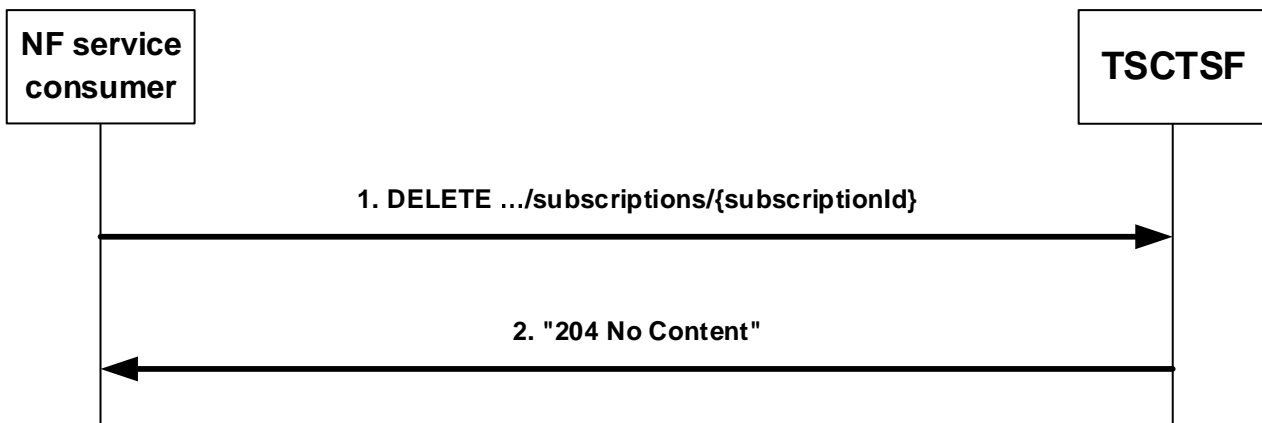 NF service
consumer
TSCTSF
1. DELETE .../subscriptions/{subscriptionId}
2. "204 No Content"